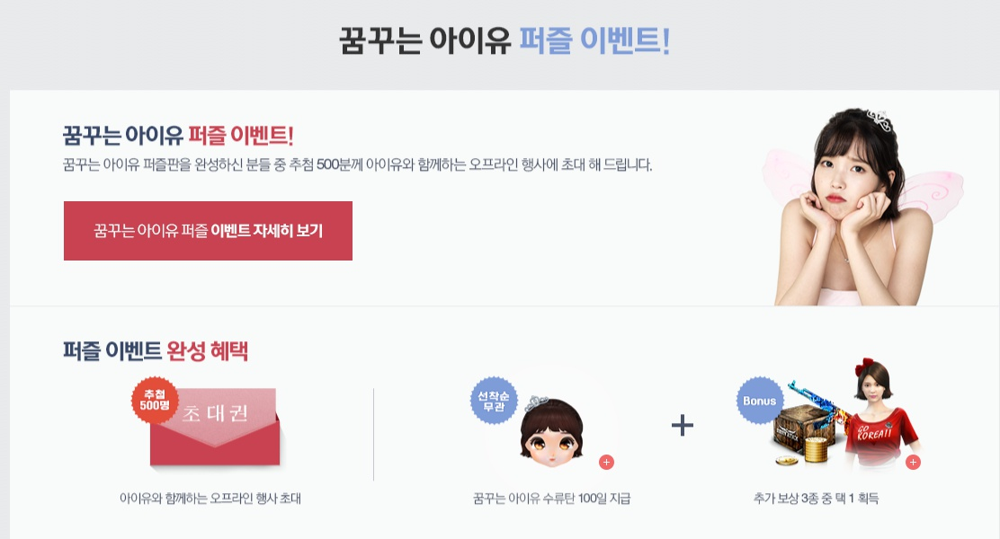 꿈꾸는 아이유 퍼즐 이벤트!
꿈꾸는 아이유 퍼즐 이벤트!
꿈꾸는 아이유 퍼즐판을 완성하신 분들 중 추첨 500분께 아이유와 함께하는 오프라인 행사에 초대 해 드립니다.
꿈꾸는 아이유 퍼즐 이벤트 자세히 보기
퍼즐 이벤트 완성 혜택
추첨
500명
초대권
아이유와 함께하는 오프라인 행사 초대
선착순
무관
꿈꾸는 아이유 수류탄 100일 지급
Bonus
GO
KOREA!!
추가 보상 3종 중 택 1 획득